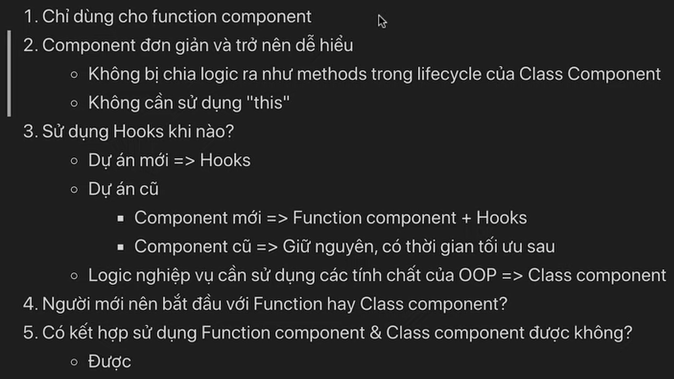 1. Chỉ dùng cho function component
2. Component đơn giản và trở nên dễ hiểu
Không bị chia logic ra như methods trong lifecycle của Class Component
Không cần sử dụng "this"
3. Sử dụng Hooks khi nào?
Dự án mới => Hooks
Dự án cũ
Component mới => Function component + Hooks
Component cũ => Giữ nguyên, có thời gian tối ưu sau
Logic nghiệp vụ cần sử dụng các tính chất của OOP => Class component
4. Người mới nên bắt đầu với Function hay Class component?
5. Có kết hợp sử dụng Function component & Class component được không?
Được